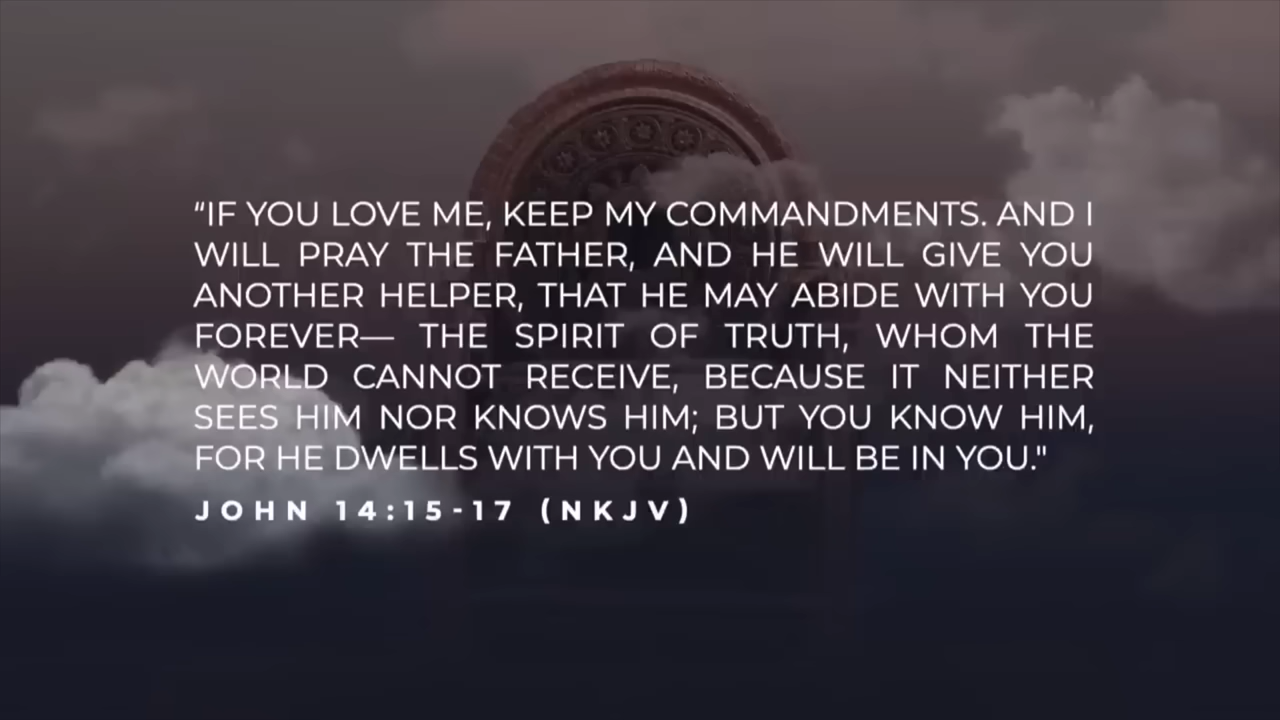 “IF YOU LOVE ME, KEEP MY COMMANDMENTS. AND I
WILL PRAY THE FATHER, AND HE WILL GIVE YOU
ANOTHER HELPER, THAT HE MAY ABIDE WITH YOU
FOREVER— THE SPIRIT OF TRUTH, WHOM THE
WORLD CANNOT RECEIVE, BECAUSE IT NEITHER
SEES HIM NOR KNOWS HIM; BUT YOU KNOW HIM,
FOR HE DWELLS WITH YOU AND WILL BE IN YOU."
JOHN 14:15-17 (NKJV)